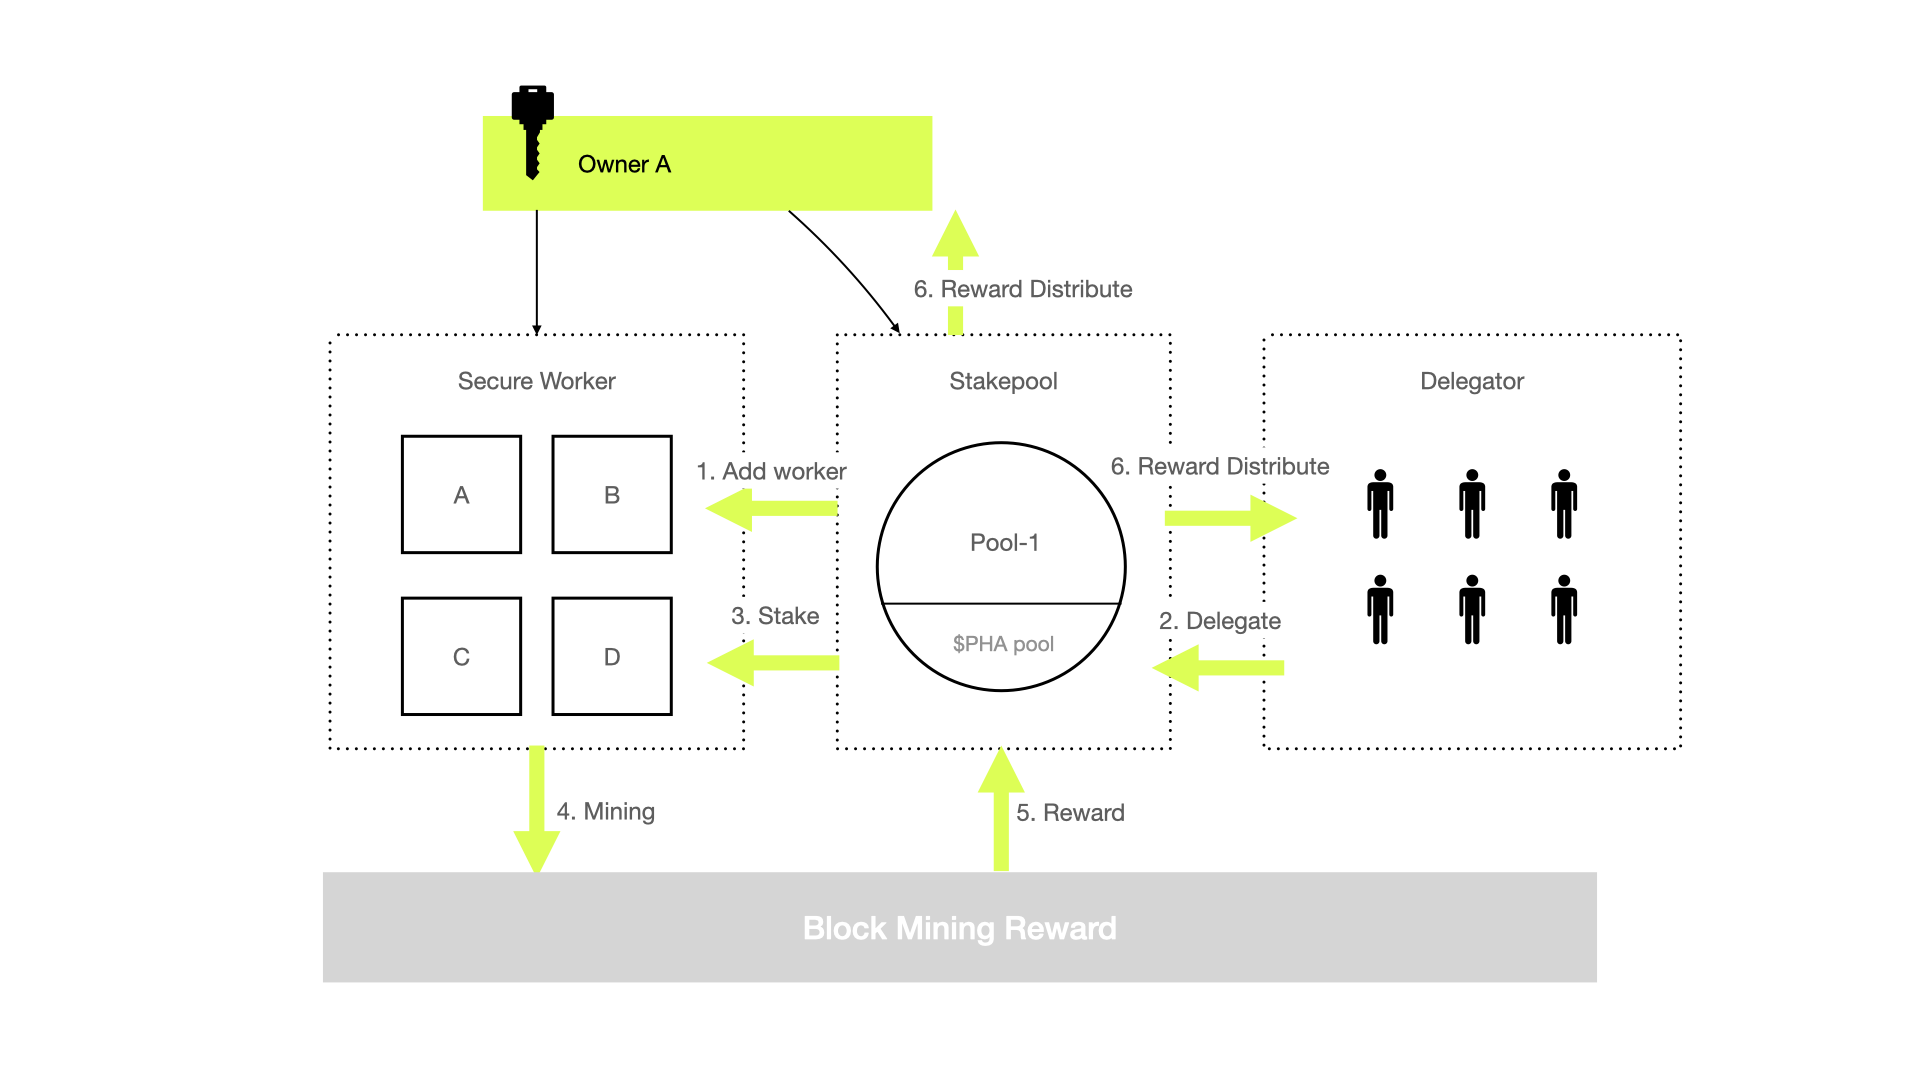 Owner A
6. Reward Distribute
Secure Worker
Stakepool
Delegator
1. Add worker
6. Reward Distribute
A
B
Pool-1
3. Stake
2. Delegate
$PHA pool
C
D
4. Mining
5. Reward
Block Mining Reward